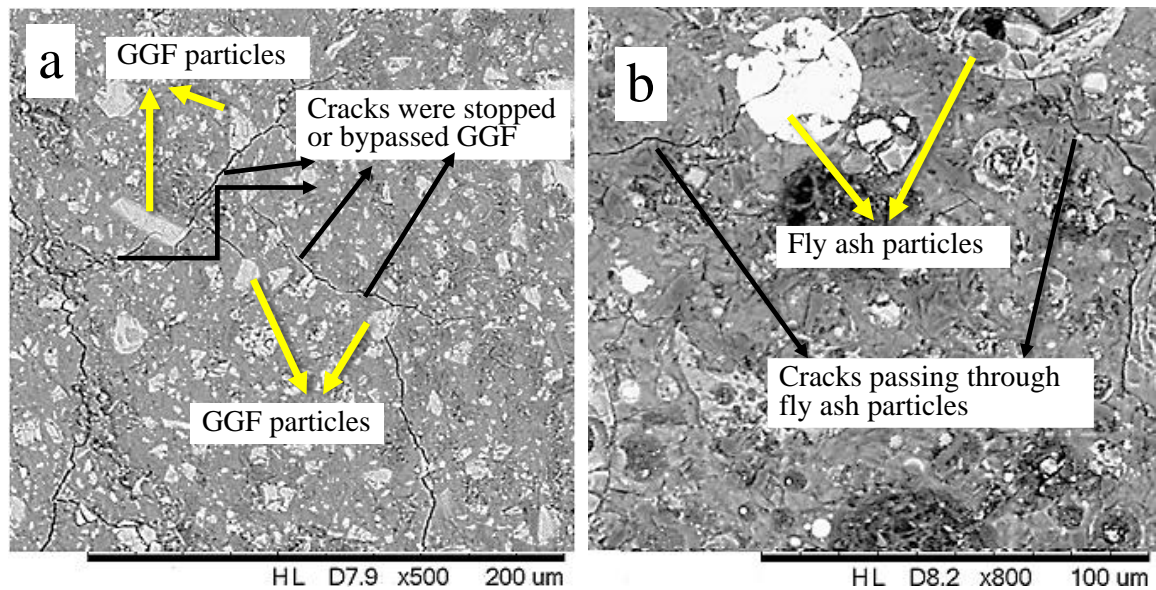 a
GGF particles
Cracks were stopped
or bypassed GGF
GGF particles
HL D7.9 x500 200 um
b
Fly ash particles
Cracks passing through
fly ash particles
HL D8.2 x800 100 um